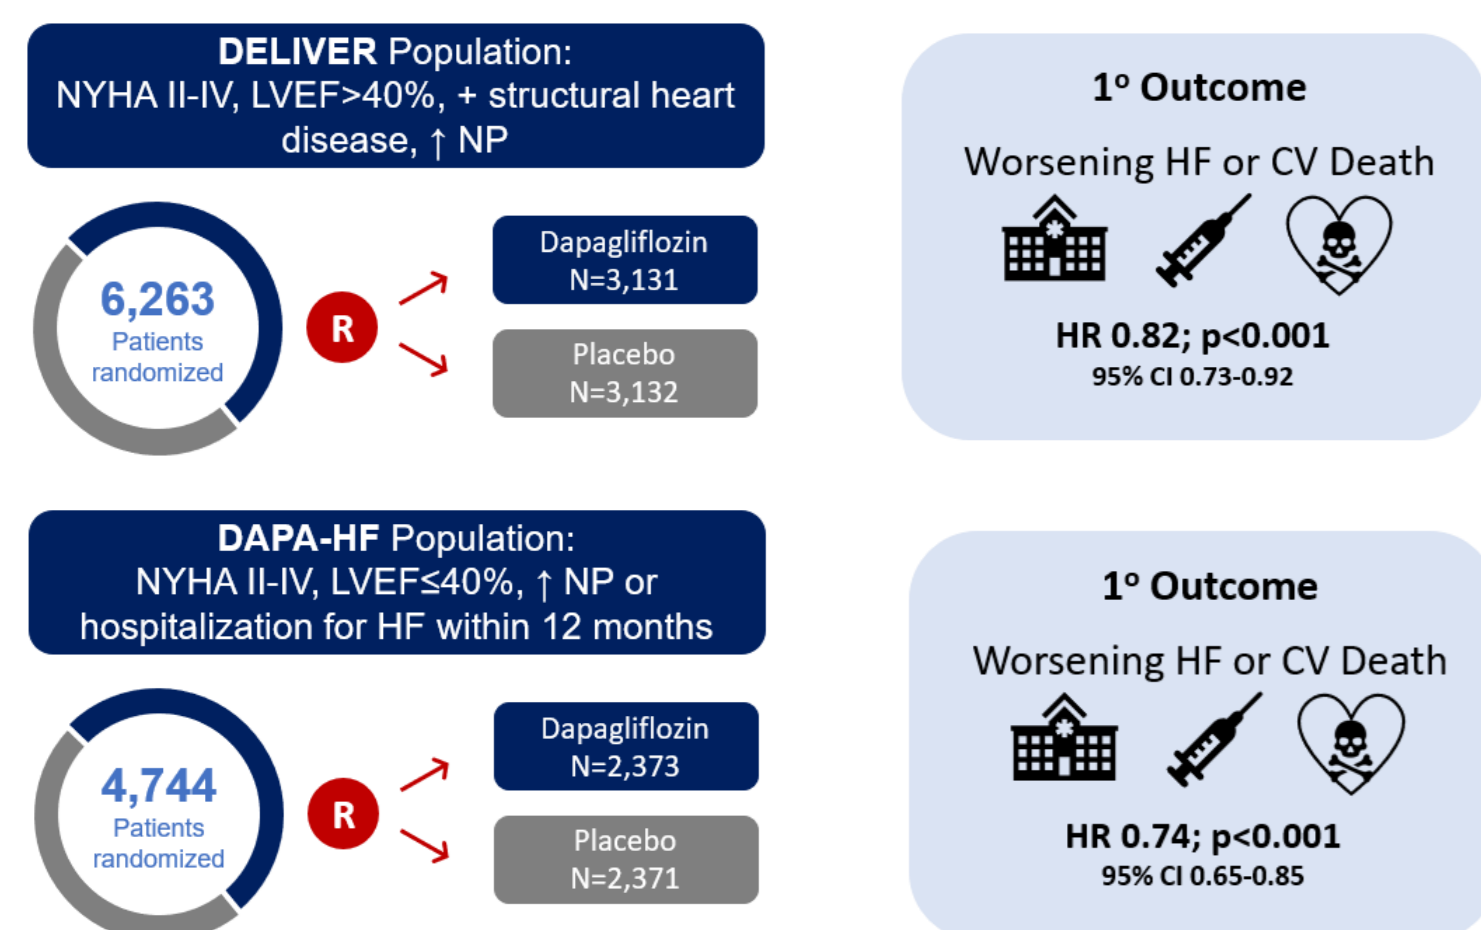 DELIVER Population:
NYHA II-IV, LVEF>40%, + structural heart
disease, ↑ NP
6,263
Patients
randomized
R
Dapagliflozin
N=3,131
Placebo
N=3,132
1º Outcome
Worsening HF or CV Death
HR 0.82; p<0.001
95% CI 0.73-0.92
DAPA-HF Population:
NYHA II-IV, LVEF≤40%, ↑ NP or
hospitalization for HF within 12 months
4,744
Patients
randomized
R
Dapagliflozin
N=2,373
Placebo
N=2,371
1º Outcome
Worsening HF or CV Death
HR 0.74; p<0.001
95% CI 0.65-0.85